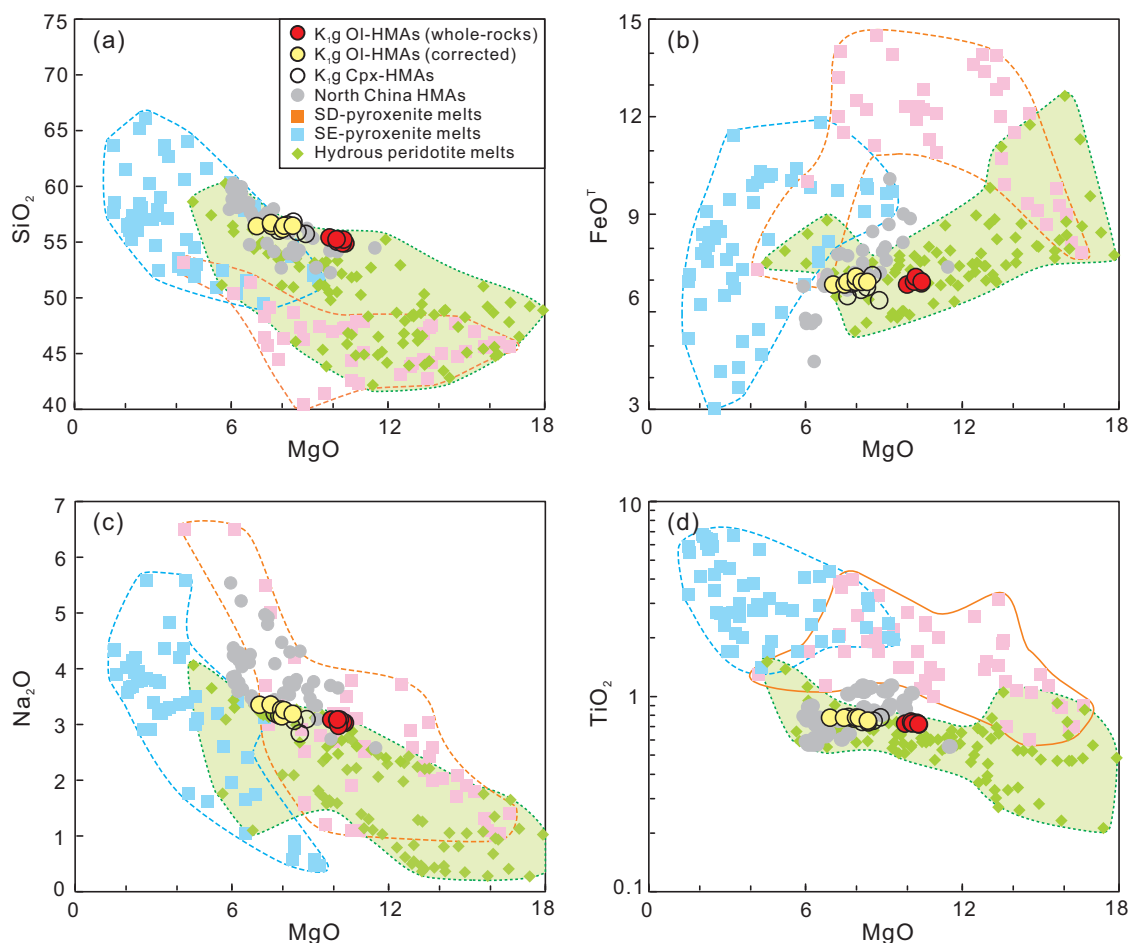 (a)
75
70
65
60
55
50
45
40
SiO₂
0
6
12
18
MgO
K₁g Ol-HMAs (whole-rocks)
K₁g Ol-HMAs (corrected)
K₁g Cpx-HMAs
North China HMAs
SD-pyroxenite melts
SE-pyroxenite melts
Hydrous peridotite melts
(b)
15
12
9
6
3
FeOᵀ
0
6
12
18
MgO
(c)
7
6
5
4
3
2
1
0
Na₂O
0
6
12
18
MgO
(d)
10
1
0.1
TiO₂
0
6
12
18
MgO